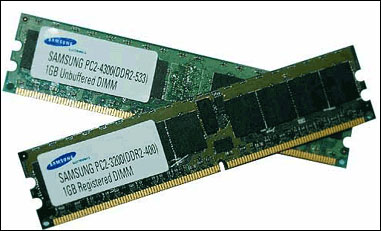 SAMSUNG
SAMSUNG PC2-4300(DDR2-533)
1GB Unbuffered DIMM
SAMSUNG
SAMSUNG PC2-3200(DDR2-400)
1GB Registered DIMM